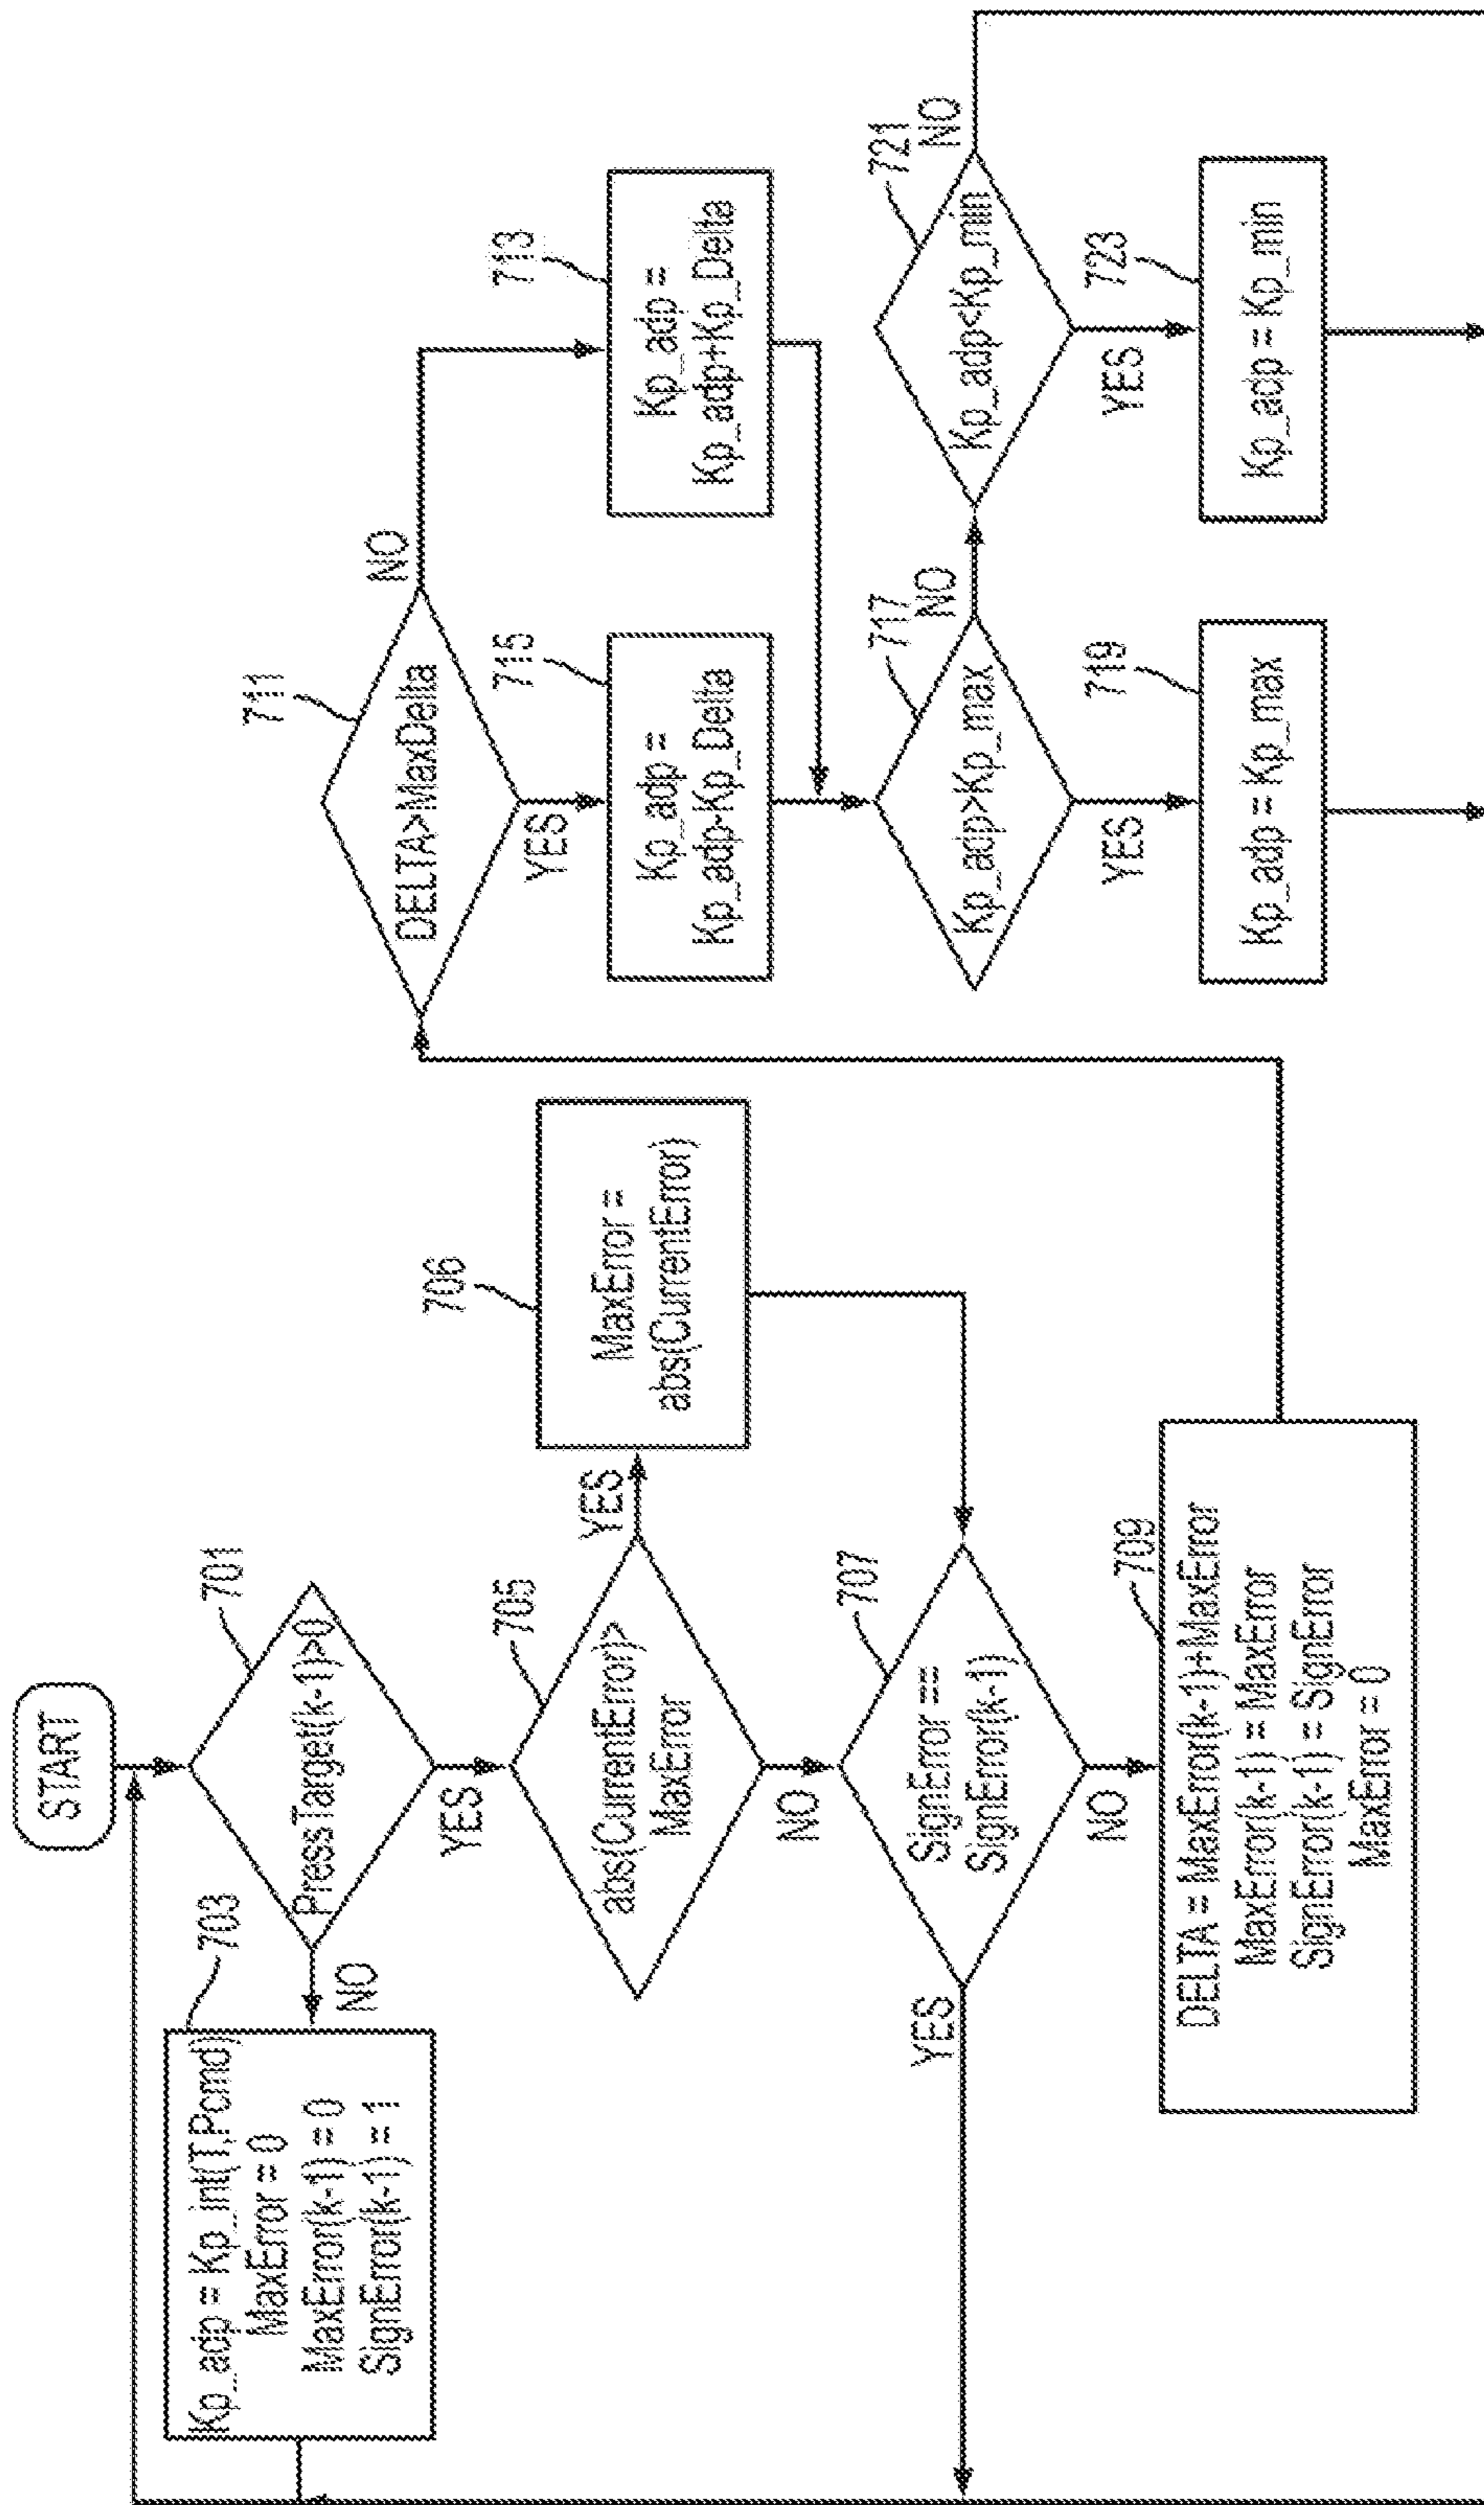 START
701
PressTarget(k-1)>0
NO
YES
703
Kp_adp = Kp_int(T,Pcmd)
MaxError = 0
MaxError(k-1) = 0
SignError(k-1) = 1
705
abs(CurrentError)>
MaxError
YES
NO
706
MaxError =
abs(CurrentError)
707
SignError ==
SignError(k-1)
YES
NO
709
DELTA = MaxError(k-1)+MaxError
MaxError(k-1) = MaxError
SignError(k-1) = SignError
MaxError = 0
711
DELTA>MaxDelta
NO
YES
715
Kp_adp =
Kp_adp-Kp_Delta
713
Kp_adp =
Kp_adp+Kp_Delta
717
Kp_adp>Kp_max
NO
YES
721
Kp_adp<Kp_min
NO
YES
719
Kp_adp = Kp_max
723
Kp_adp = Kp_min